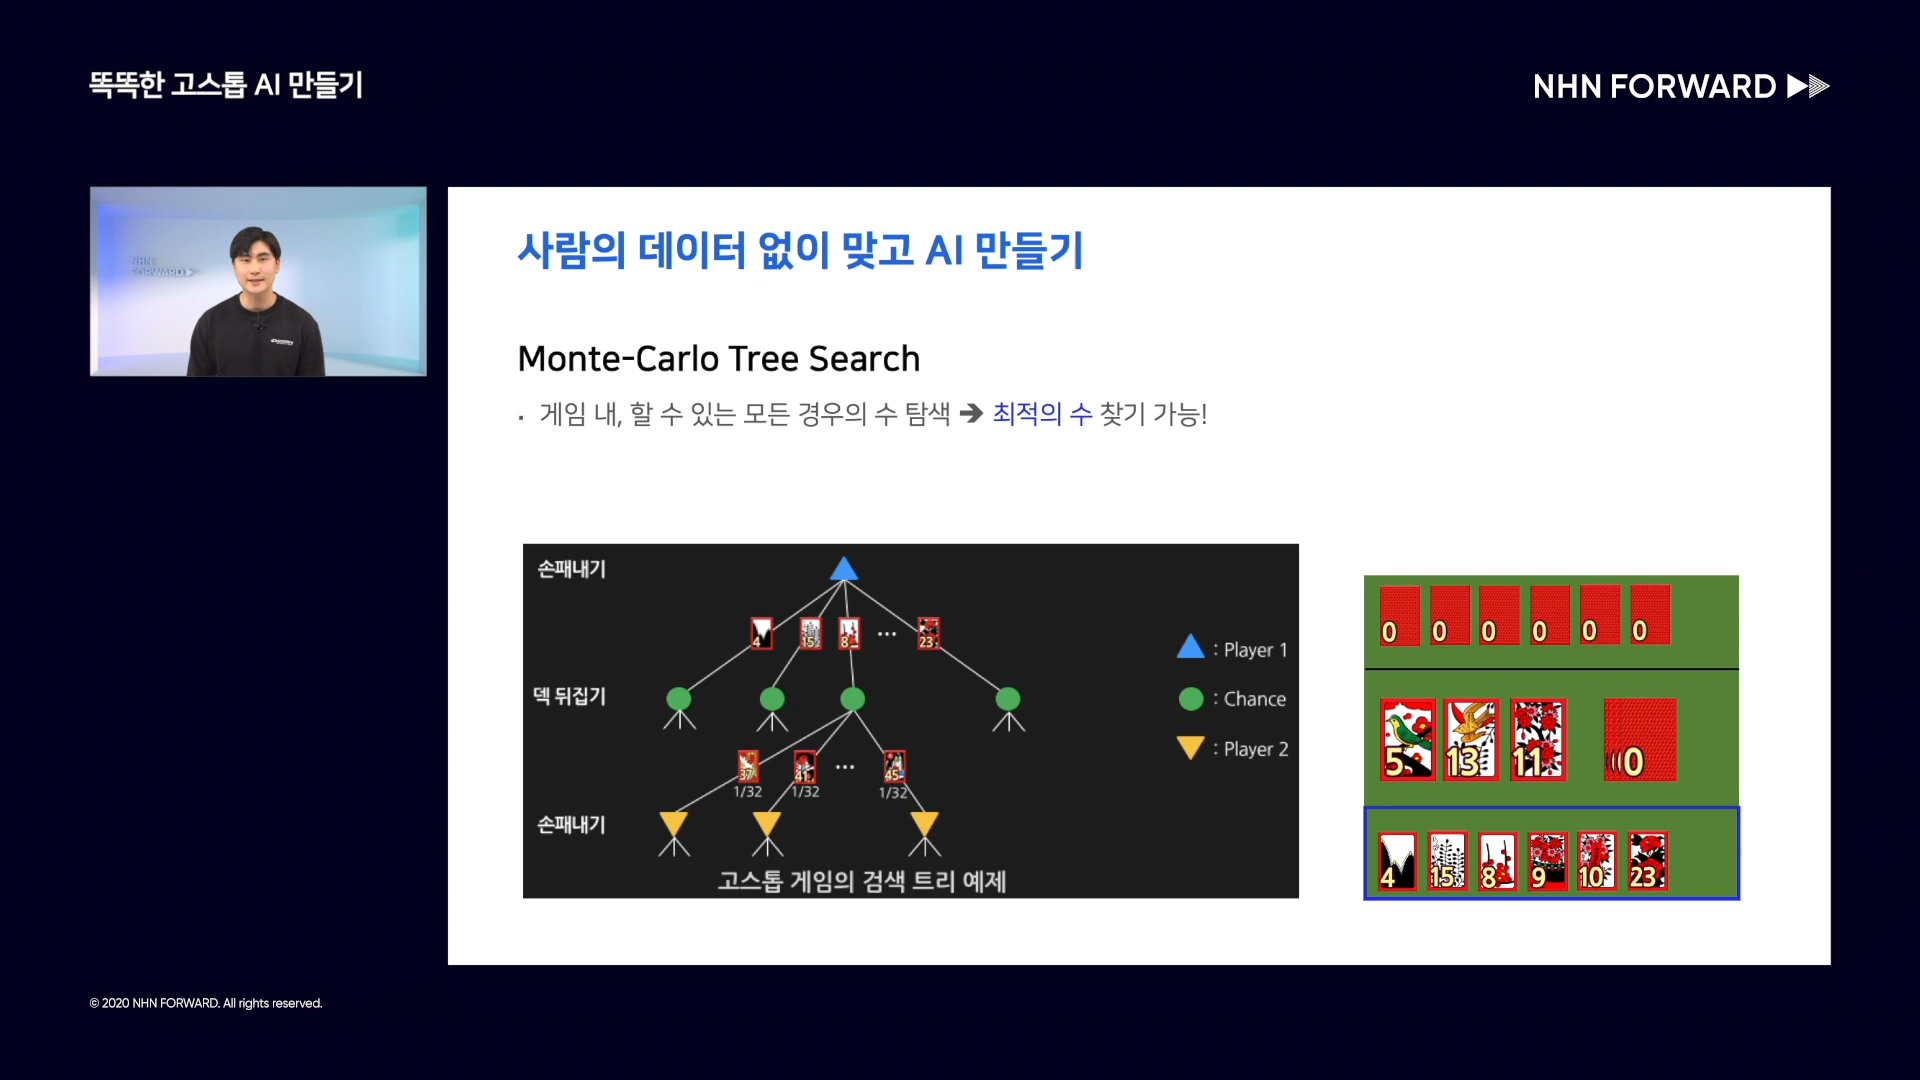 똑똑한 고스톱 AI 만들기
NHN FORWARD
NHN
FORWARD
사람의 데이터 없이 맞고 AI 만들기
Monte-Carlo Tree Search
· 게임 내, 할 수 있는 모든 경우의 수 탐색 ➔ 최적의 수 찾기 가능!
손패내기
4 15 8 ... 23
: Player 1
덱 뒤집기
: Chance
: Player 2
37 41 ... 45
1/32 1/32 1/32
손패내기
고스톱 게임의 검색 트리 예제
0 0 0 0 0 0
5 13 11 0
4 15 8 9 10 23
© 2020 NHN FORWARD. All rights reserved.